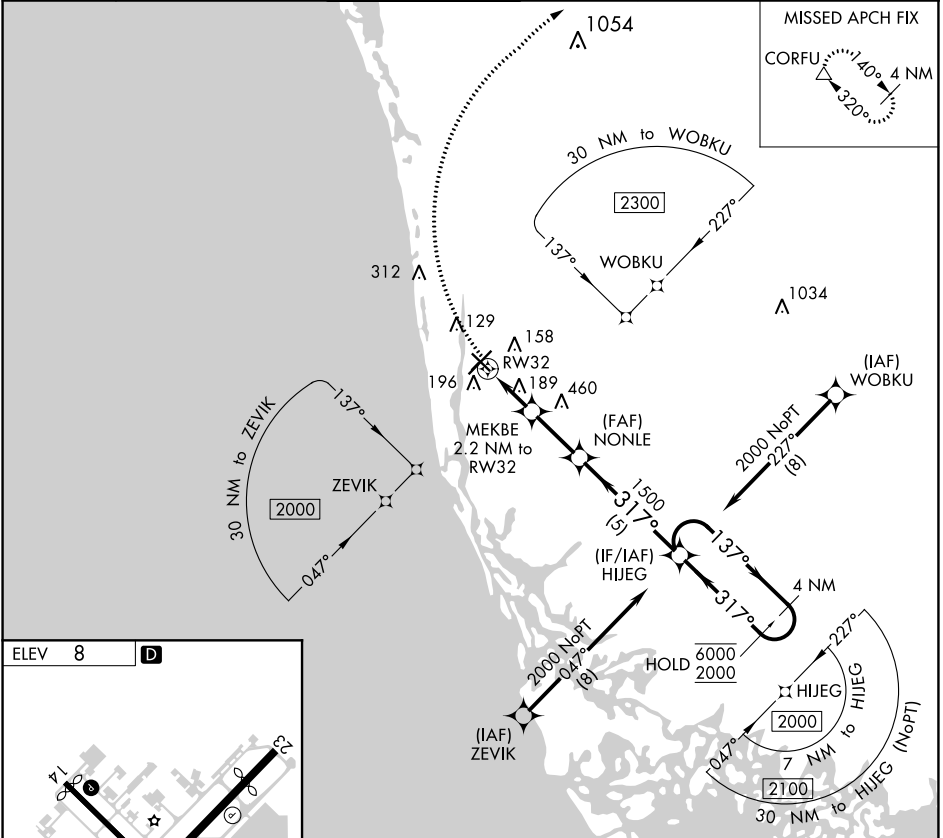 1054
MISSED APCH FIX
CORFU
140°
4 NM
320°
30 NM to WOBKU
2300
137°
227°
WOBKU
312
1034
129
158
RW32
196
189
460
(IAF)
WOBKU
MEKBE
2.2 NM to
RW32
(FAF)
NONLE
2000 NoPT
227°
(8)
30 NM to ZEVIK
137°
ZEVIK
2000
047°
1500
317°
(5)
(IF/IAF)
HIJEG
137°
317°
4 NM
HOLD
6000
2000
2000 NoPT
047°
(8)
(IAF)
ZEVIK
227°
HIJEG
2000
047°
7 NM to HIJEG
2100
30 NM to HIJEG (NoPT)
ELEV 8
D
14
23
P
P